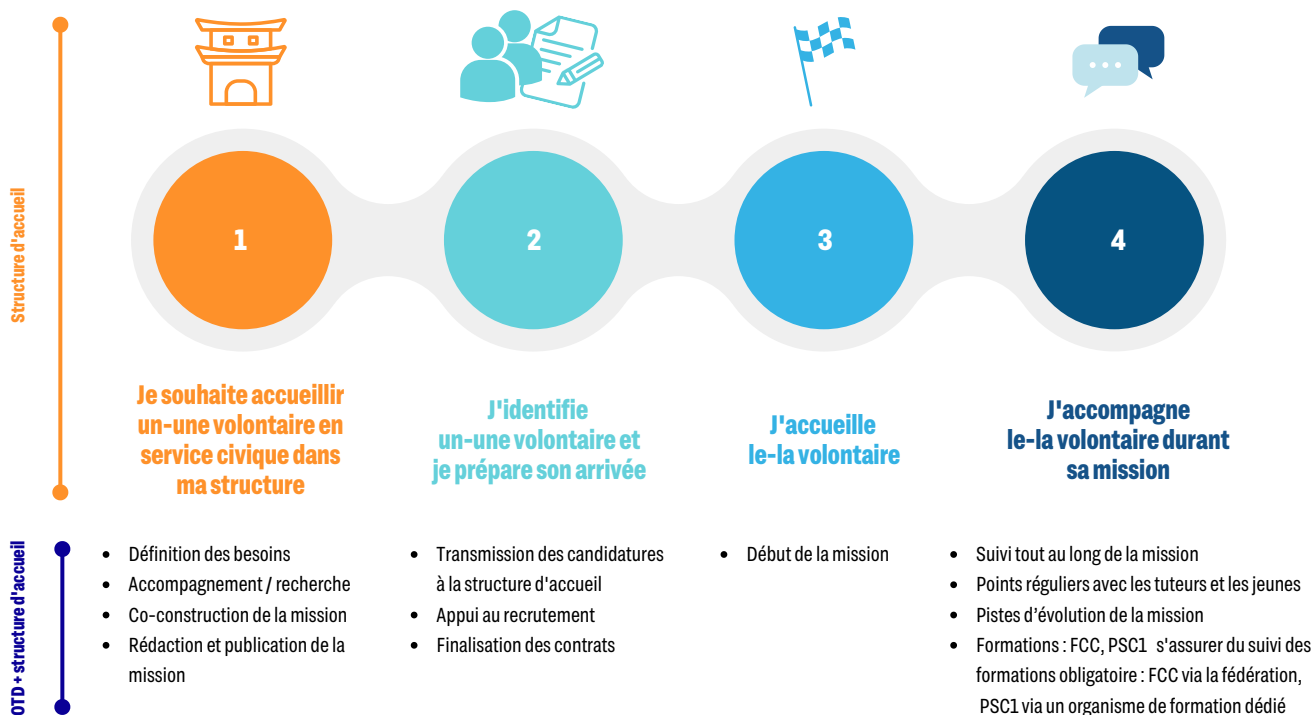 Structure d'accueil
1
2
3
4
Je souhaite accueillir
un-une volontaire en
service civique dans
ma structure
J'identifie
un-une volontaire et
je prépare son arrivée
J'accueille
le-la volontaire
J'accompagne
le-la volontaire durant
sa mission
OTD + structure d'accueil
• Définition des besoins
• Accompagnement / recherche
• Co-construction de la mission
• Rédaction et publication de la
mission
• Transmission des candidatures
à la structure d'accueil
• Appui au recrutement
• Finalisation des contrats
• Début de la mission
• Suivi tout au long de la mission
• Points réguliers avec les tuteurs et les jeunes
• Pistes d’évolution de la mission
• Formations : FCC, PSC1 s'assurer du suivi des
formations obligatoire : FCC via la fédération,
PSC1 via un organisme de formation dédié